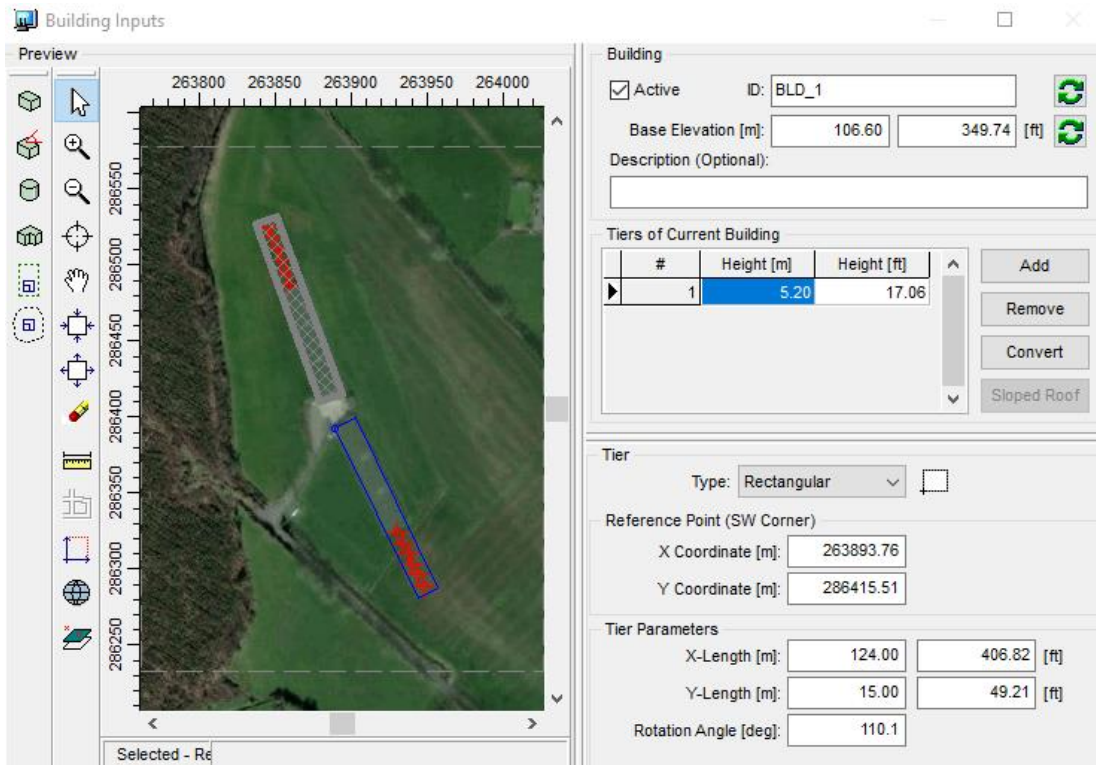 Building Inputs
Preview
263800 263850 263900 263950 264000
286550
286500
286450
286400
286350
286300
286250
Selected - Re
Building
Active ID: BLD_1
Base Elevation [m]: 106.60 349.74 [ft]
Description (Optional):
Tiers of Current Building
# Height [m] Height [ft]
1 5.20 17.06
Add
Remove
Convert
Sloped Roof
Tier
Type: Rectangular
Reference Point (SW Corner)
X Coordinate [m]: 263893.76
Y Coordinate [m]: 286415.51
Tier Parameters
X-Length [m]: 124.00 406.82 [ft]
Y-Length [m]: 15.00 49.21 [ft]
Rotation Angle [deg]: 110.1